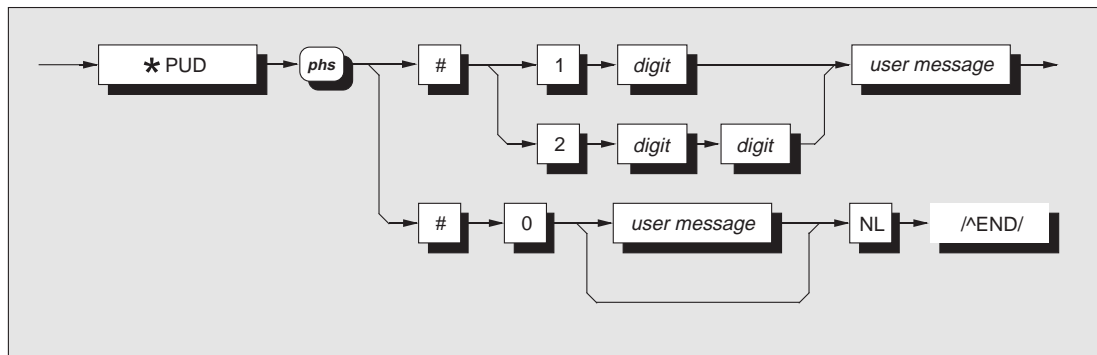 * PUD phs # 1 digit user message
2 digit digit
# 0 user message NL /^END/